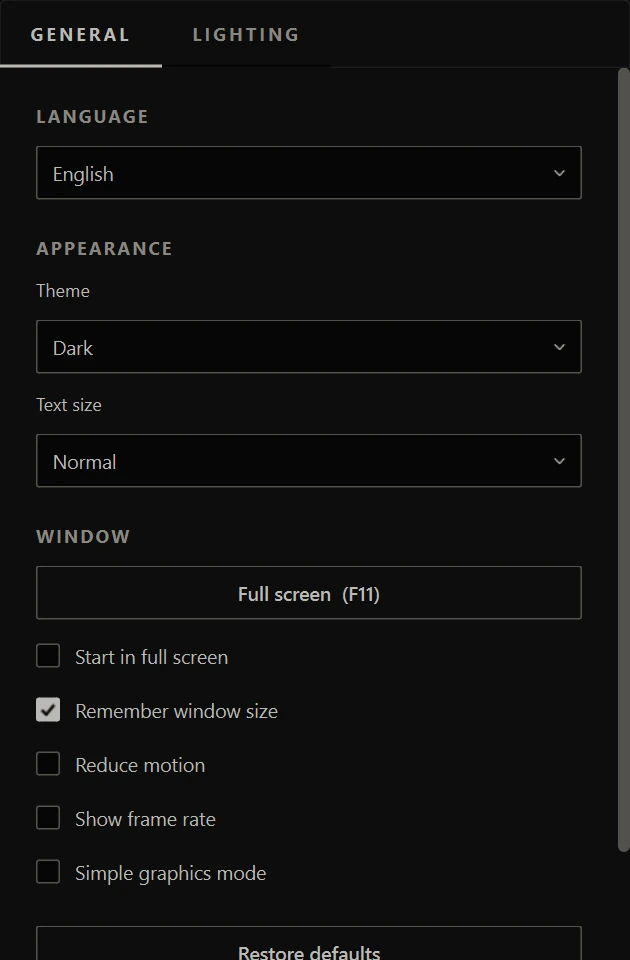 GENERAL LIGHTING
LANGUAGE
English
APPEARANCE
Theme
Dark
Text size
Normal
WINDOW
Full screen (F11)
Start in full screen
Remember window size
Reduce motion
Show frame rate
Simple graphics mode
Restore defaults